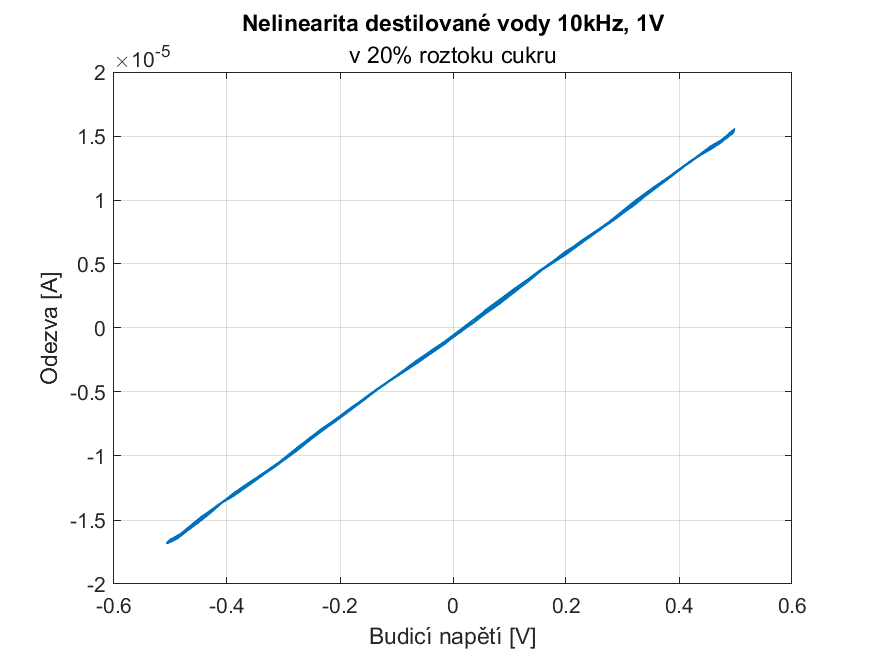 Nelinearita destilované vody 10kHz, 1V
v 20% roztoku cukru
×10-5
2
1.5
1
0.5
0
-0.5
-1
-1.5
-2
Odezva [A]
-0.6 -0.4 -0.2 0 0.2 0.4 0.6
Budicí napětí [V]